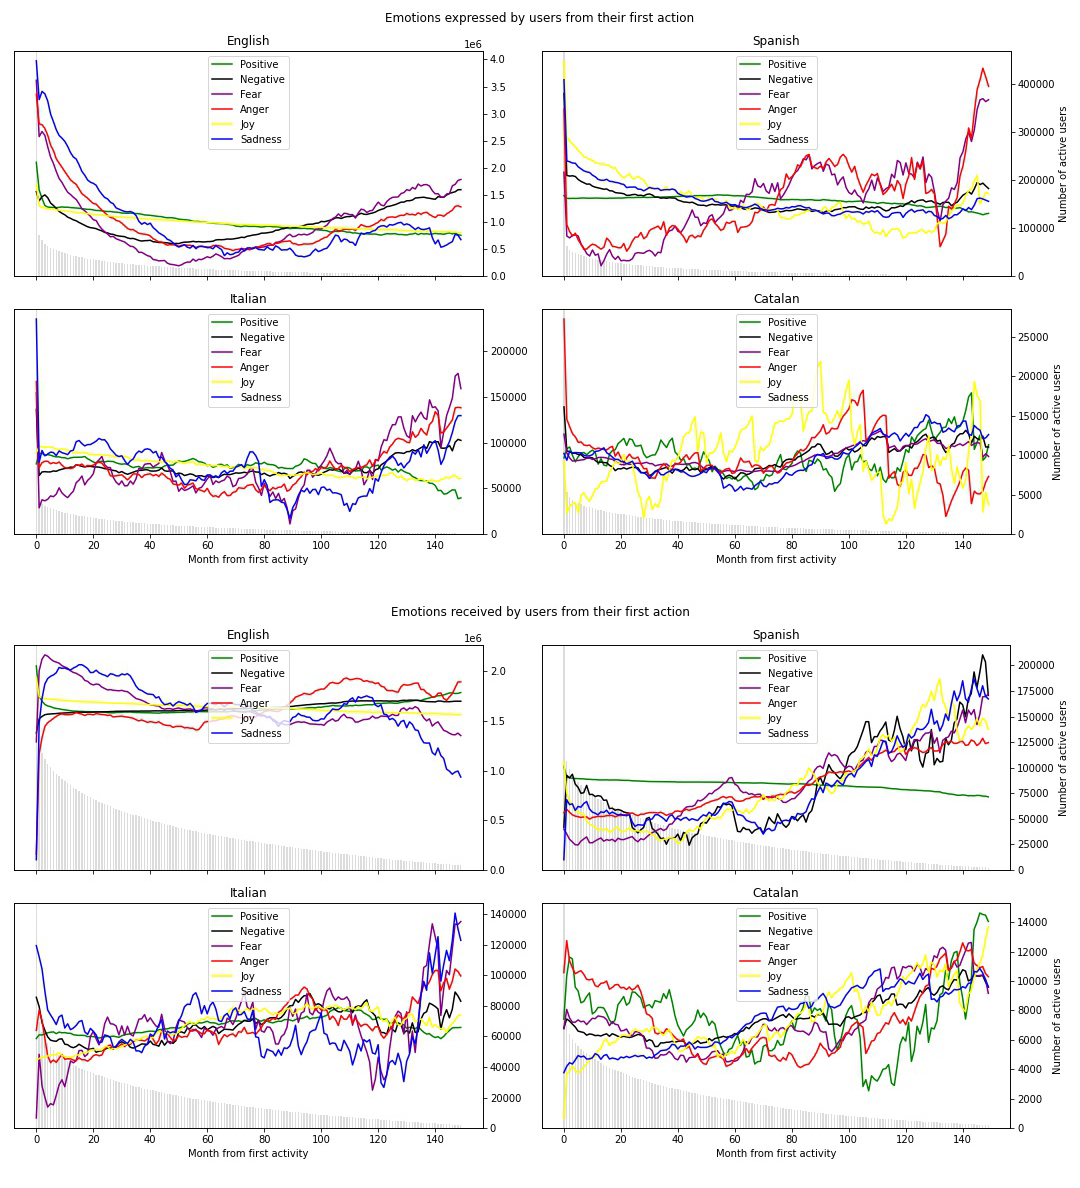 Emotions expressed by users from their first action
English
1e6
Positive
Negative
Fear
Anger
Joy
Sadness
4.0
3.5
3.0
2.5
2.0
1.5
1.0
0.5
0.0
Spanish
Positive
Negative
Fear
Anger
Joy
Sadness
400000
300000
200000
100000
0
Number of active users
Italian
Positive
Negative
Fear
Anger
Joy
Sadness
200000
150000
100000
50000
0
0 20 40 60 80 100 120 140
Month from first activity
Catalan
Positive
Negative
Fear
Anger
Joy
Sadness
25000
20000
15000
10000
5000
0
Number of active users
0 20 40 60 80 100 120 140
Month from first activity
Emotions received by users from their first action
English
1e6
Positive
Negative
Fear
Anger
Joy
Sadness
2.0
1.5
1.0
0.5
0.0
Spanish
Positive
Negative
Fear
Anger
Joy
Sadness
200000
175000
150000
125000
100000
75000
50000
25000
0
Number of active users
Italian
Positive
Negative
Fear
Anger
Joy
Sadness
140000
120000
100000
80000
60000
40000
20000
0
0 20 40 60 80 100 120 140
Month from first activity
Catalan
Positive
Negative
Fear
Anger
Joy
Sadness
14000
12000
10000
8000
6000
4000
2000
0
Number of active users
0 20 40 60 80 100 120 140
Month from first activity